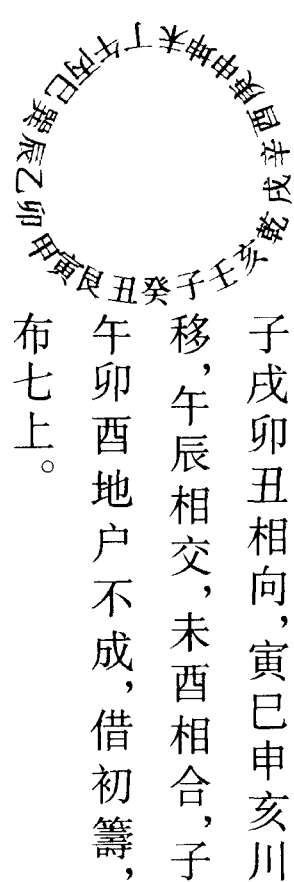 子癸丑艮寅甲卯乙辰巽巳丙午丁未坤申庚酉辛戌乾亥壬
子戌卯丑相向，寅巳申亥川
移，午辰相交，未酉相合，子
午卯酉地户不成，借初籌，
布七上。